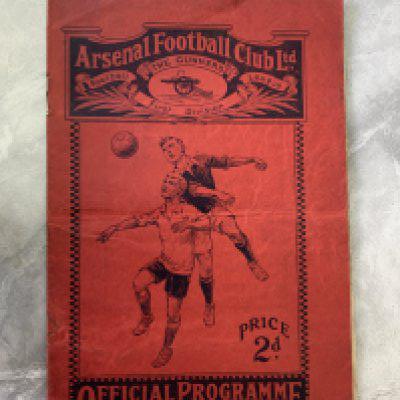 Arsenal Football Club Ltd
THE GUNNERS
PRICE
2d.
OFFICIAL PROGRAMME